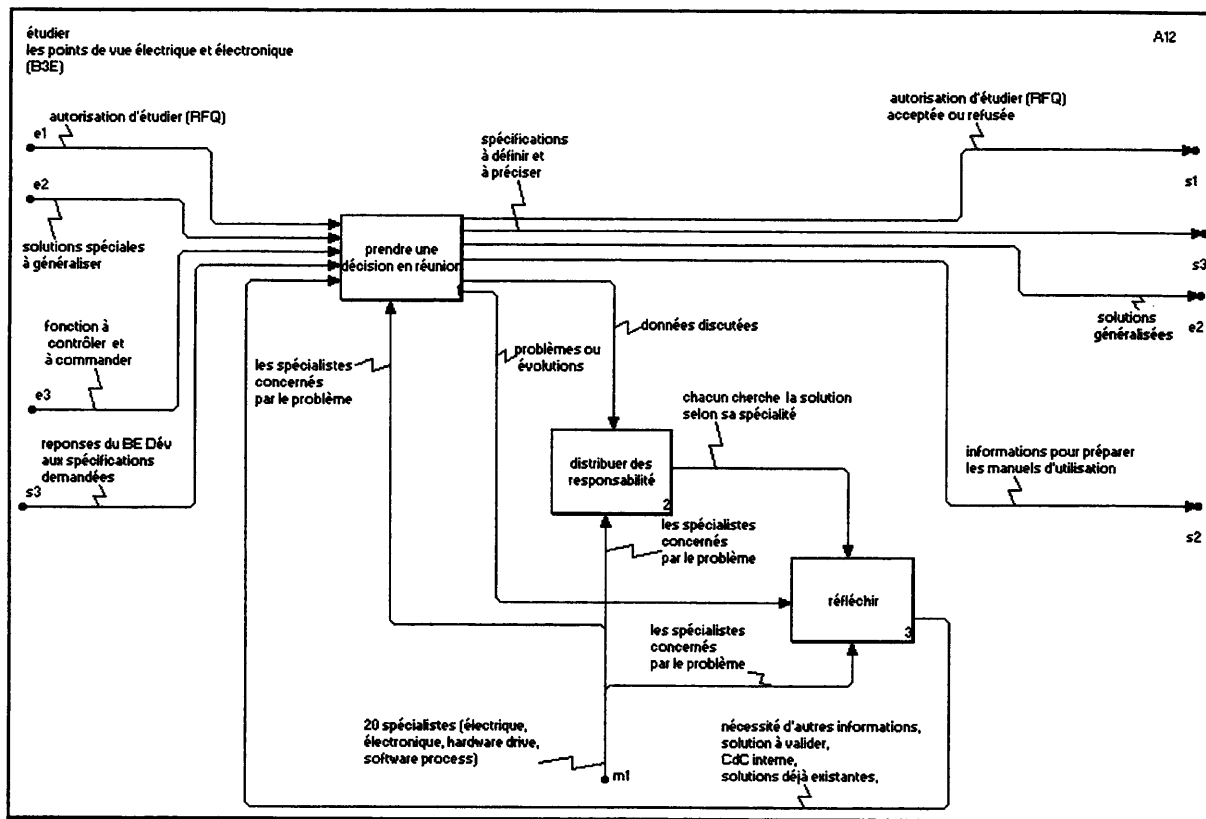 étudier
les points de vue électrique et électronique
(B3E)
A12
autorisation d'étudier (RFQ)
e1
e2
solutions spéciales
à généraliser
fonction à
contrôler et
à commander
e3
reponses du BE Dév
aux spécifications
demandées
s3
spécifications
à définir et
à préciser
autorisation d'étudier (RFQ)
acceptée ou refusée
s1
s3
solutions
généralisées
e2
prendre une
décision en réunion
données discutées
les spécialistes
concernés
par le problème
problèmes ou
évolutions
chacun cherche la solution
selon sa spécialité
distribuer des
responsabilité
2
informations pour préparer
les manuels d'utilisation
s2
les spécialistes
concernés
par le problème
réfléchir
3
les spécialistes
concernés
par le problème
20 spécialistes (électrique,
électronique, hardware drive,
software process)
m1
nécessité d'autres informations,
solution à valider,
CdC interne,
solutions déjà existantes,